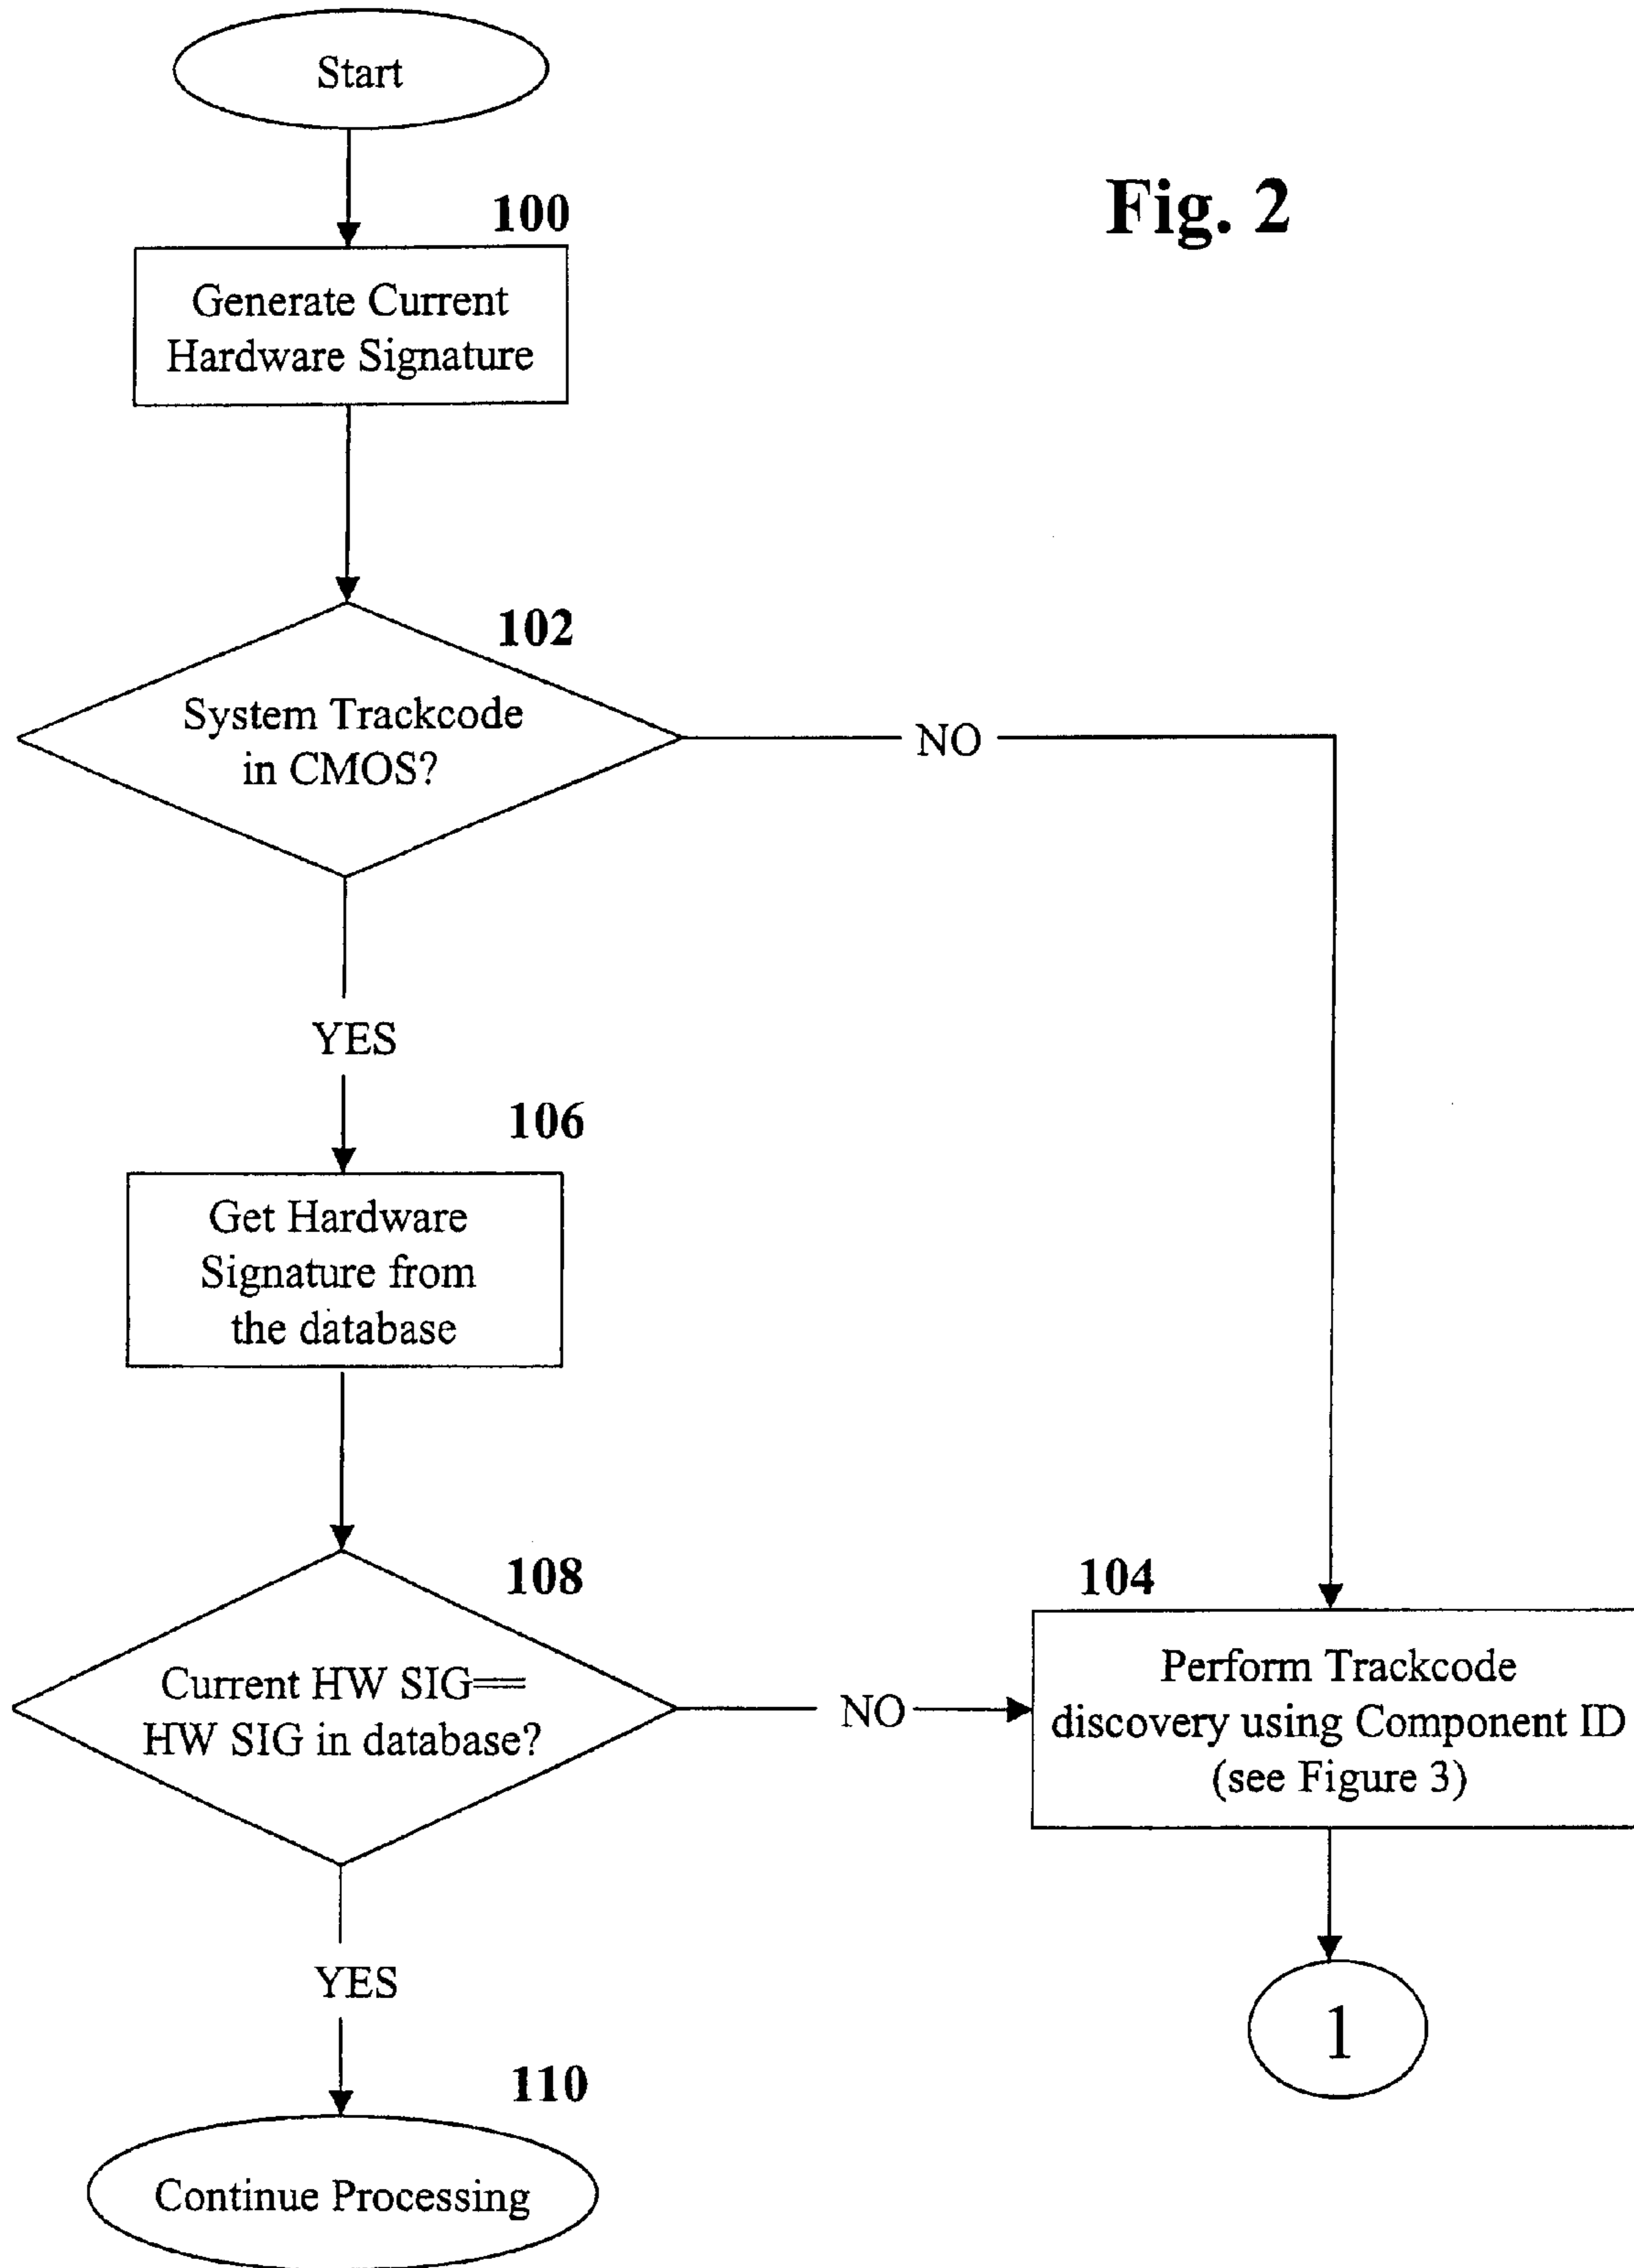 Start
Fig. 2
100
Generate Current
Hardware Signature
102
System Trackcode
in CMOS?
NO
YES
106
Get Hardware
Signature from
the database
108
Current HW SIG==
HW SIG in database?
NO
104
Perform Trackcode
discovery using Component ID
(see Figure 3)
YES
1
110
Continue Processing